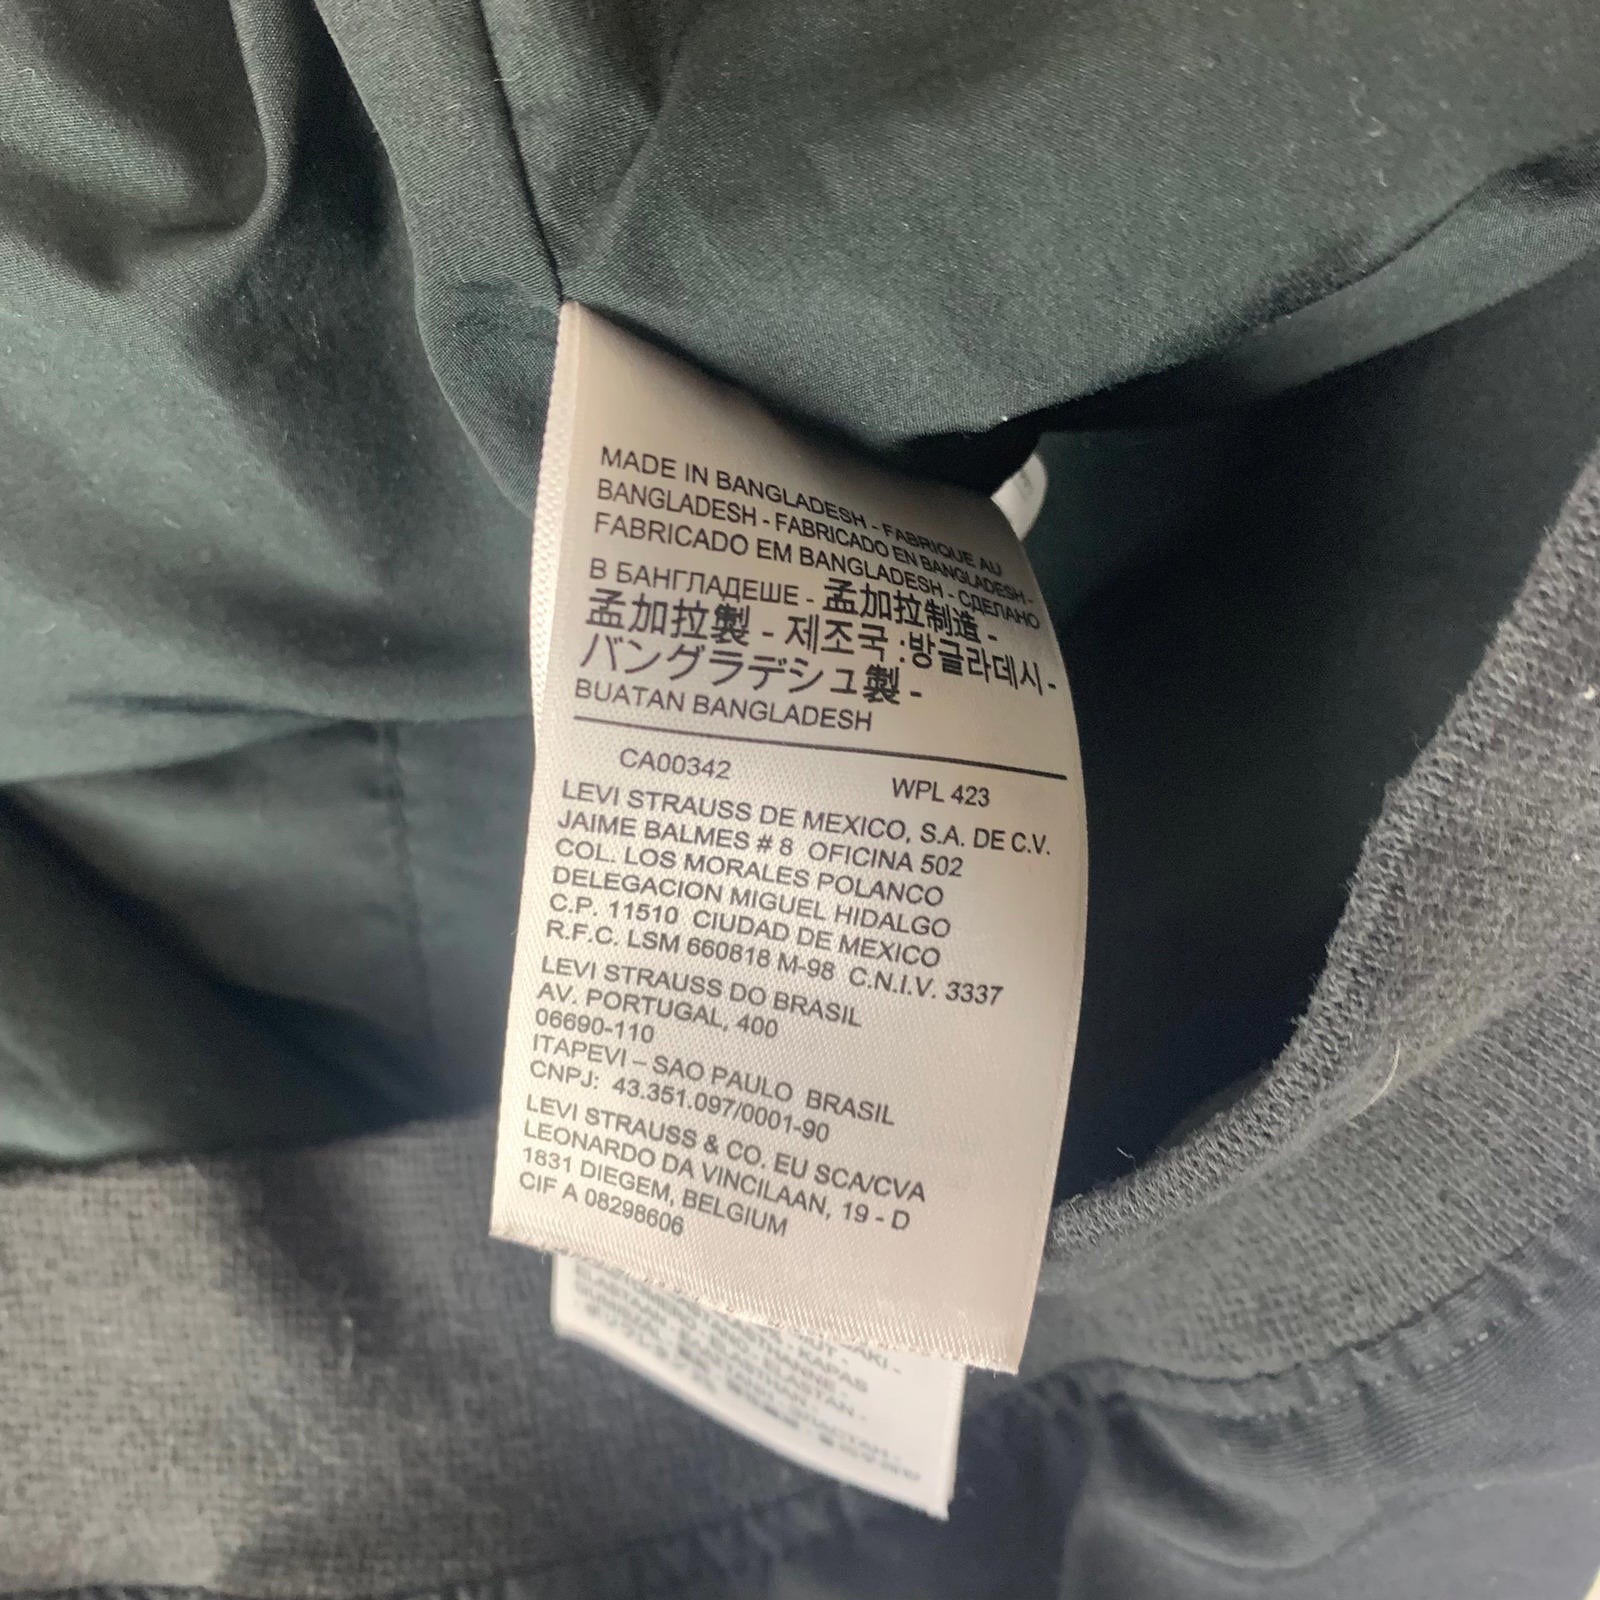 MADE IN BANGLADESH - FABRIQUE AU
BANGLADESH - FABRICADO EN BANGLADESH -
FABRICADO EM BANGLADESH - СДЕЛАНО
В БАНГЛАДЕШЕ - 孟加拉制造 -
孟加拉製 - 제조국 :방글라데시 -
バングラデシュ製 -
BUATAN BANGLADESH
CA00342 WPL 423
LEVI STRAUSS DE MEXICO, S.A. DE C.V.
JAIME BALMES # 8 OFICINA 502
COL. LOS MORALES POLANCO
DELEGACION MIGUEL HIDALGO
C.P. 11510 CIUDAD DE MEXICO
R.F.C. LSM 660818 M-98 C.N.I.V. 3337
LEVI STRAUSS DO BRASIL
AV. PORTUGAL, 400
06690-110
ITAPEVI – SAO PAULO BRASIL
CNPJ: 43.351.097/0001-90
LEVI STRAUSS & CO. EU SCA/CVA
LEONARDO DA VINCILAAN, 19 - D
1831 DIEGEM, BELGIUM
CIF A 08298606